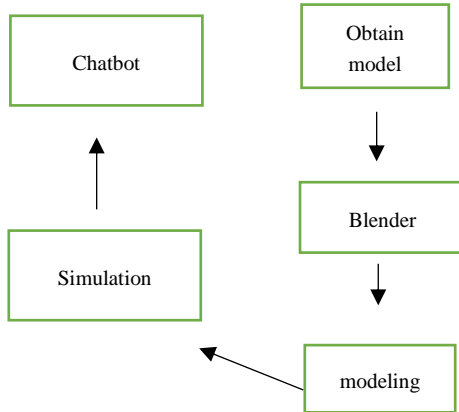 Chatbot
Obtain
model
Blender
Simulation
modeling